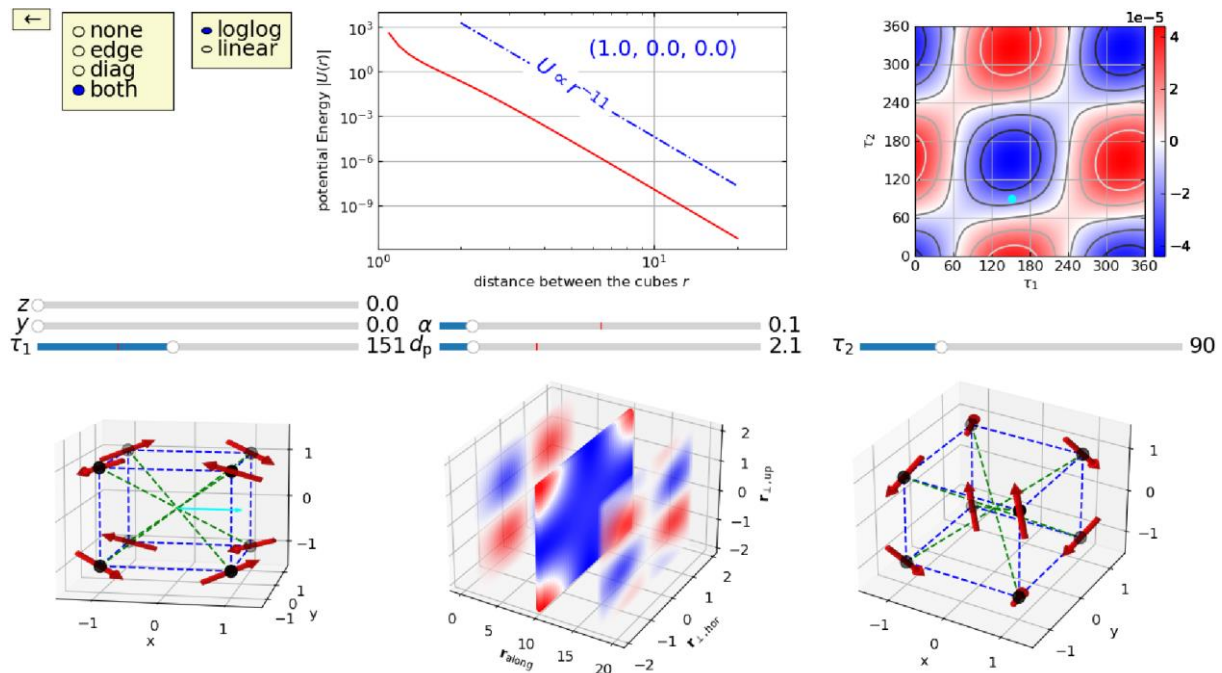 ←
none
edge
diag
both
loglog
linear
potential Energy |U(r)|
10³
10⁰
10⁻³
10⁻⁶
10⁻⁹
(1.0, 0.0, 0.0)
U ∝ r⁻¹¹
10⁰
10¹
distance between the cubes r
1e−5
τ₂
360
300
240
180
120
60
0
0 60 120 180 240 300 360
τ₁
4
2
0
−2
−4
z 0.0
y 0.0
τ₁ 151
α 0.1
dₚ 2.1
τ₂ 90
1
0
−1
−1 0 1
x
−1
0
1
y
2
1
0
−1
−2
r⊥,up
0 5 10 15 20
r_along
−2
−1
0
1
2
r⊥,hor
1
0
−1
−1 0 1
x
−1
0
1
y